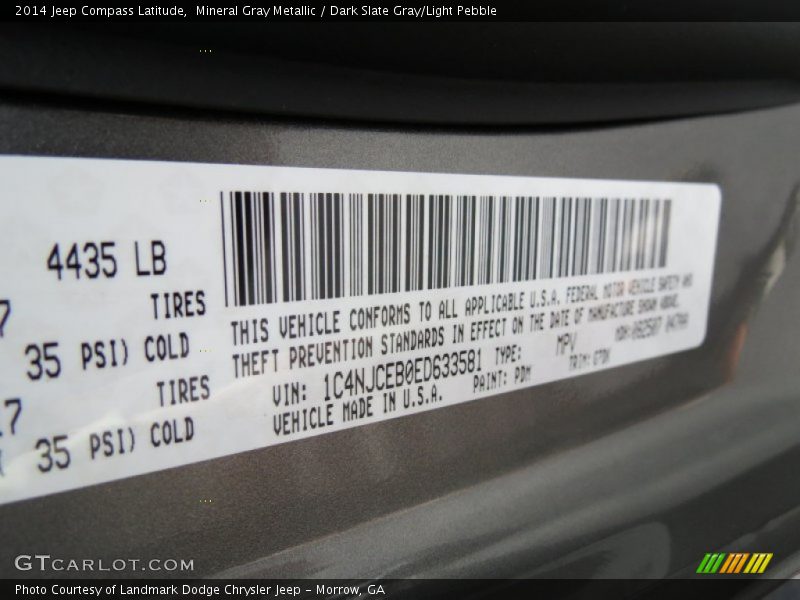 2014 Jeep Compass Latitude,  Mineral Gray Metallic / Dark Slate Gray/Light Pebble
4435 LB
TIRES
35 PSI) COLD
TIRES
35 PSI) COLD
THIS VEHICLE CONFORMS TO ALL APPLICABLE U.S.A. FEDERAL MOTOR VEHICLE SAFETY AND
THEFT PREVENTION STANDARDS IN EFFECT ON THE DATE OF MANUFACTURE SHOWN ABOVE.
VIN: 1C4NJCEB0ED633581 TYPE: MPV
VEHICLE MADE IN U.S.A. PAINT: PDM TRIM:
GTCARLOT.COM
Photo Courtesy of Landmark Dodge Chrysler Jeep - Morrow, GA